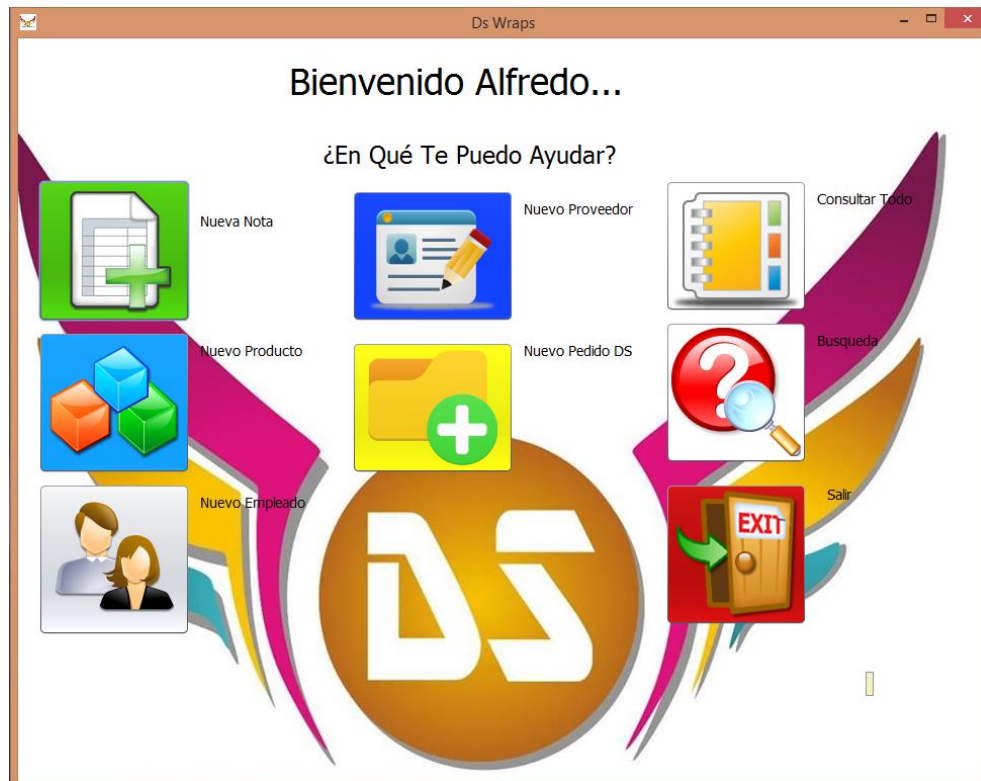 Ds Wraps
Bienvenido Alfredo...
¿En Qué Te Puedo Ayudar?
Nueva Nota
Nuevo Proveedor
Consultar Todo
Nuevo Producto
Nuevo Pedido DS
Busqueda
Nuevo Empleado
Salir
EXIT
DS